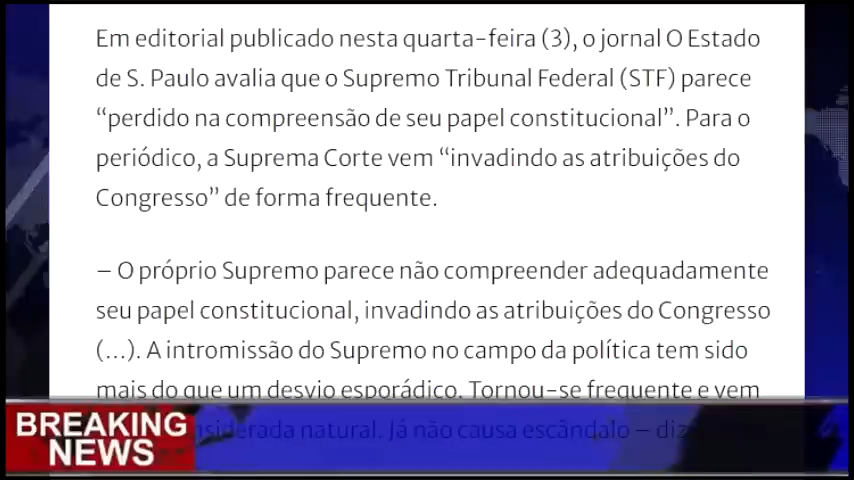 Em editorial publicado nesta quarta-feira (3), o jornal O Estado
de S. Paulo avalia que o Supremo Tribunal Federal (STF) parece
“perdido na compreensão de seu papel constitucional”. Para o
periódico, a Suprema Corte vem “invadindo as atribuições do
Congresso” de forma frequente.
– O próprio Supremo parece não compreender adequadamente
seu papel constitucional, invadindo as atribuições do Congresso
(...). A intromissão do Supremo no campo da política tem sido
mais do que um desvio esporádico. Tornou-se frequente e vem
natural. Já não causa escândalo –
BREAKING
NEWS